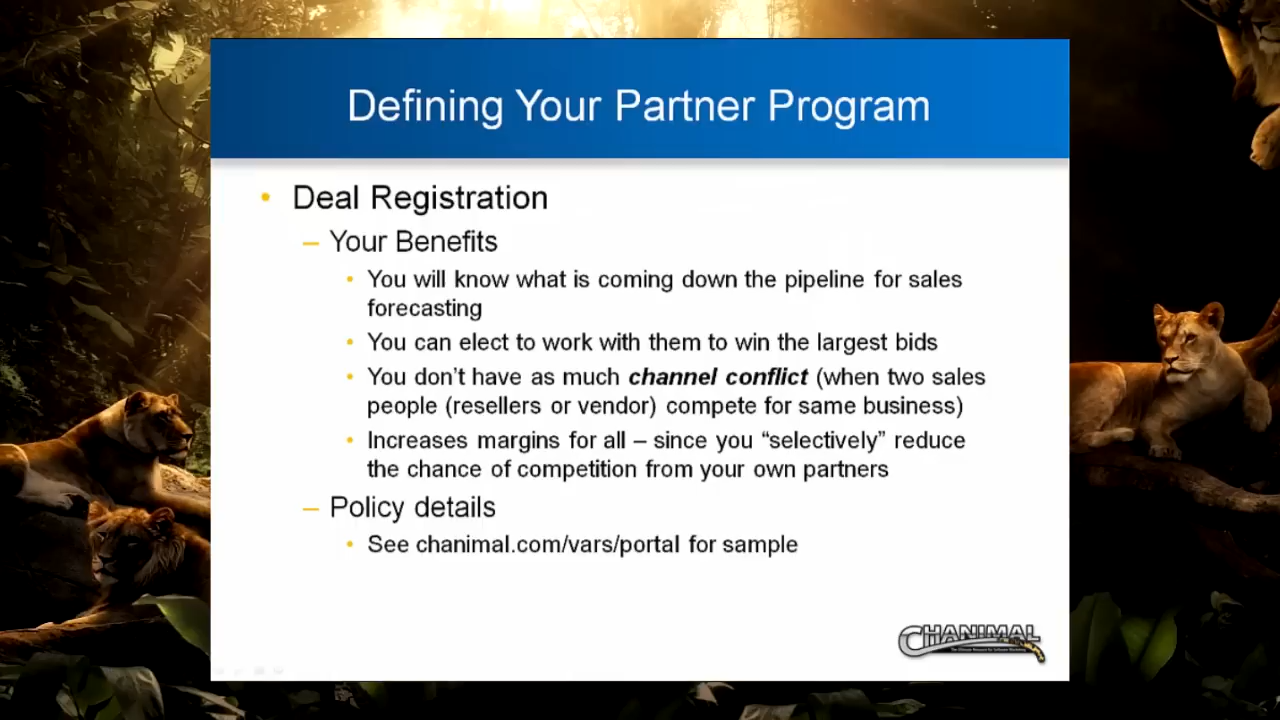 Defining Your Partner Program
• Deal Registration
– Your Benefits
• You will know what is coming down the pipeline for sales
forecasting
• You can elect to work with them to win the largest bids
• You don’t have as much channel conflict (when two sales
people (resellers or vendor) compete for same business)
• Increases margins for all – since you “selectively” reduce
the chance of competition from your own partners
– Policy details
• See chanimal.com/vars/portal for sample
CHANIMAL